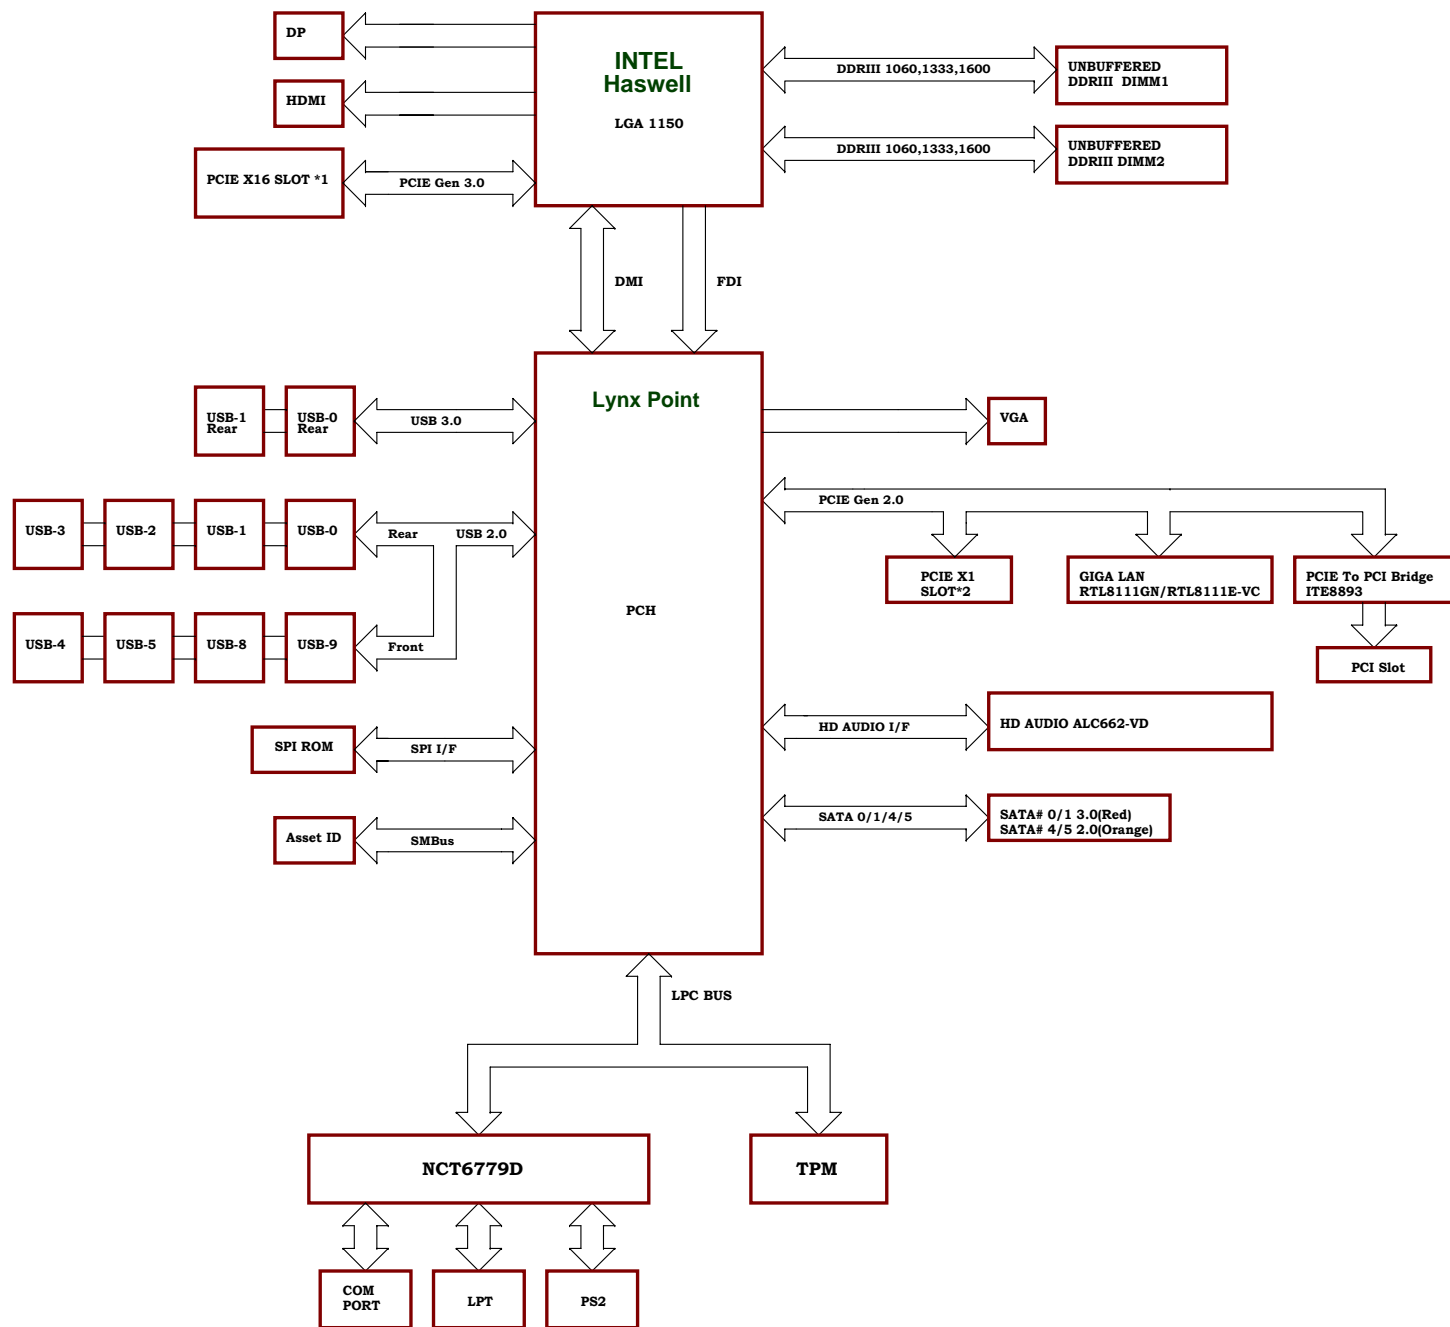 DP
INTEL
Haswell
LGA 1150
DDRIII 1060,1333,1600
UNBUFFERED
DDRIII DIMM1
HDMI
DDRIII 1060,1333,1600
UNBUFFERED
DDRIII DIMM2
PCIE X16 SLOT *1
PCIE Gen 3.0
DMI
FDI
Lynx Point
PCH
USB-1
Rear
USB-0
Rear
USB 3.0
VGA
PCIE Gen 2.0
USB-3
USB-2
USB-1
USB-0
Rear
USB 2.0
PCIE X1
SLOT*2
GIGA LAN
RTL8111GN/RTL8111E-VC
PCIE To PCI Bridge
ITE8893
USB-4
USB-5
USB-8
USB-9
Front
PCI Slot
SPI ROM
SPI I/F
HD AUDIO I/F
HD AUDIO ALC662-VD
Asset ID
SMBus
SATA 0/1/4/5
SATA# 0/1 3.0(Red)
SATA# 4/5 2.0(Orange)
LPC BUS
NCT6779D
TPM
COM
PORT
LPT
PS2